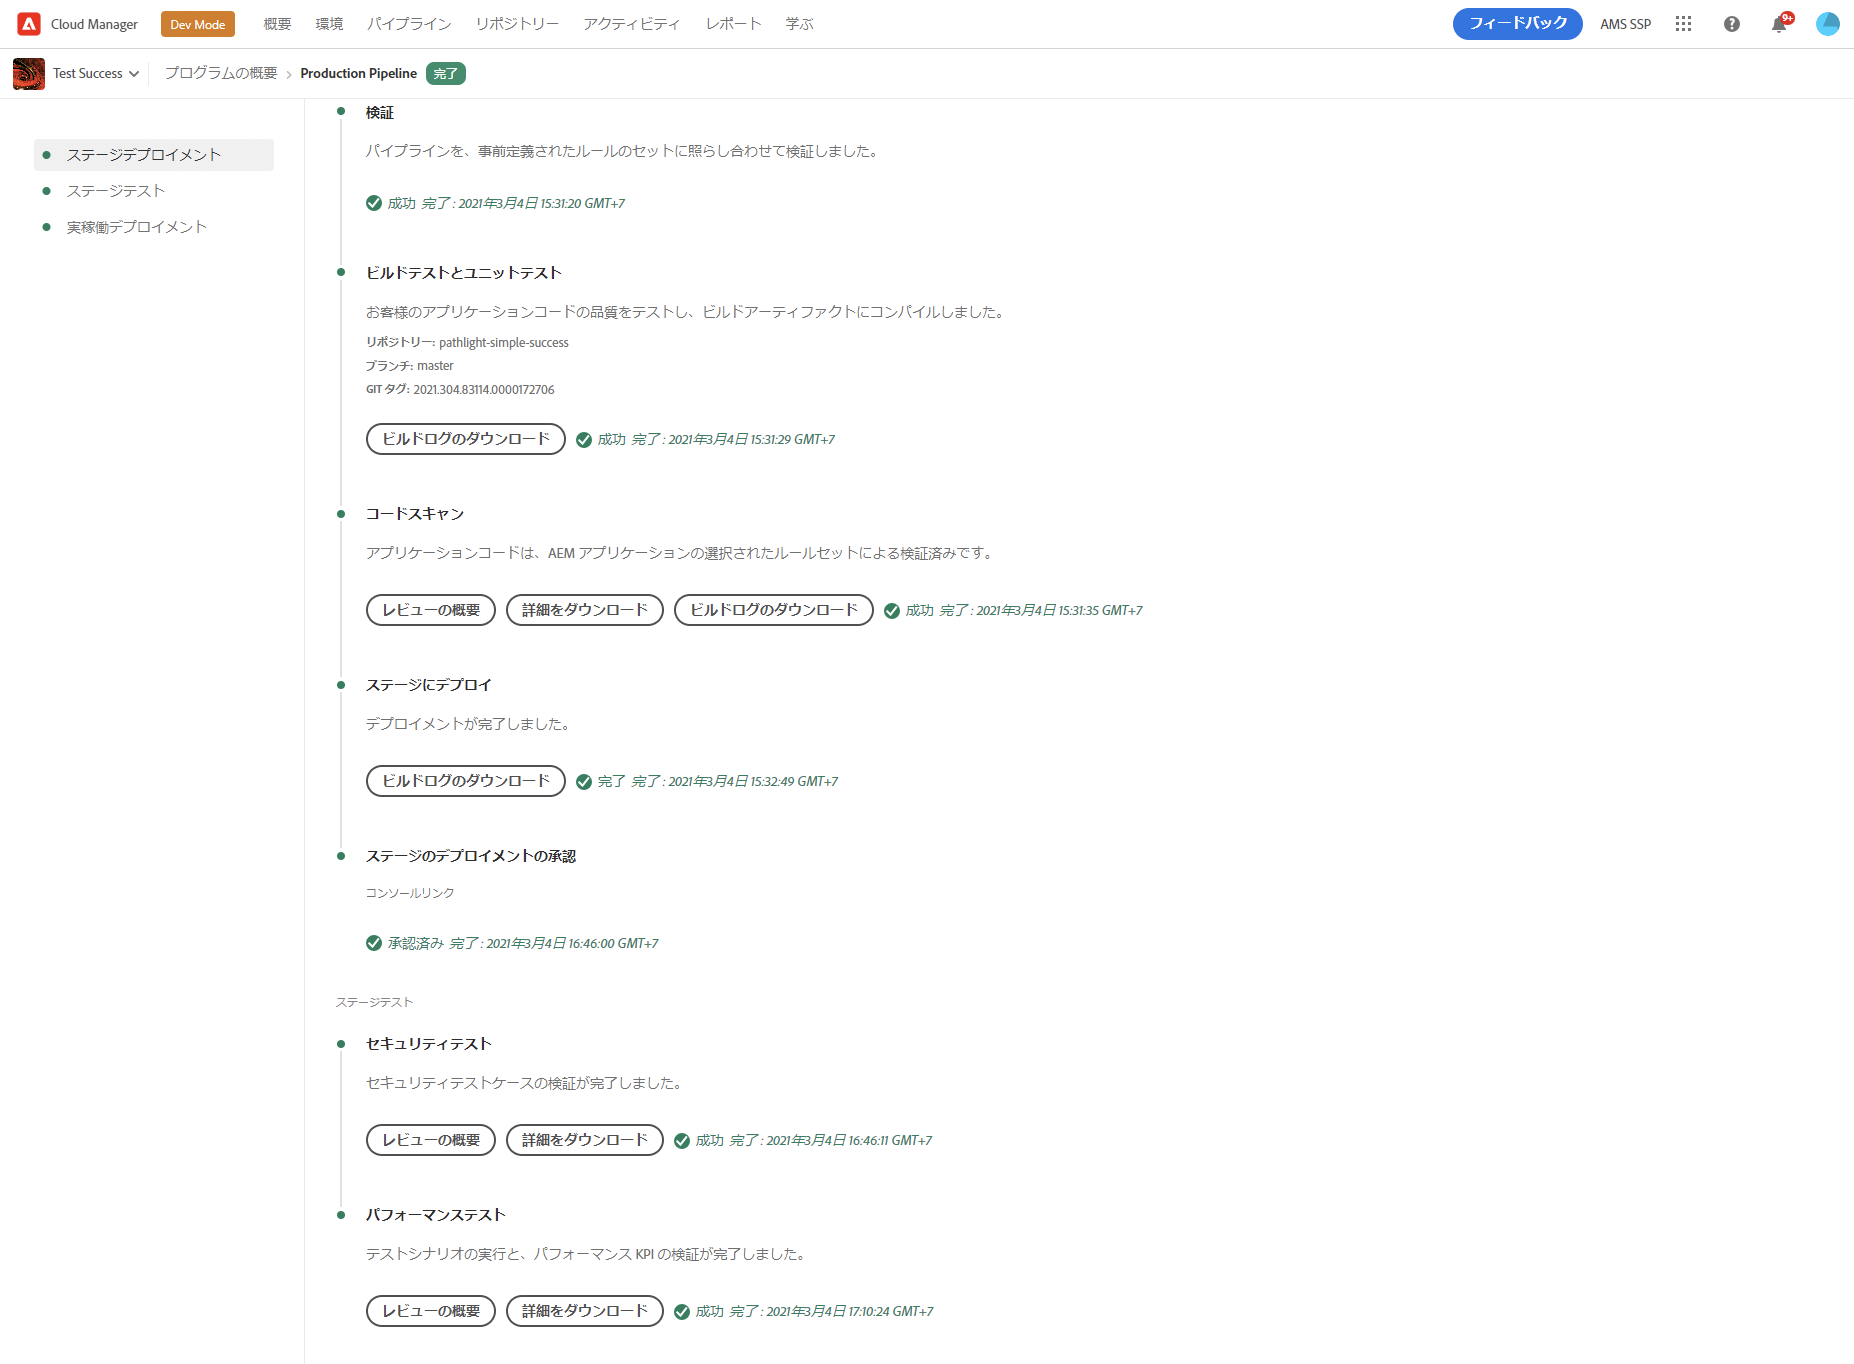 Cloud Manager Dev Mode 概要 環境 パイプライン リポジトリー アクティビティ レポート 学ぶ フィードバック AMS SSP 9+
Test Success プログラムの概要 › Production Pipeline 完了
ステージデプロイメント
ステージテスト
実稼働デプロイメント
検証
パイプラインを、事前定義されたルールのセットに照らし合わせて検証しました。
成功 完了 : 2021年3月4日 15:31:20 GMT+7
ビルドテストとユニットテスト
お客様のアプリケーションコードの品質をテストし、ビルドアーティファクトにコンパイルしました。
リポジトリー: pathlight-simple-success
ブランチ: master
GIT タグ: 2021.304.83114.0000172706
ビルドログのダウンロード 成功 完了 : 2021年3月4日 15:31:29 GMT+7
コードスキャン
アプリケーションコードは、AEM アプリケーションの選択されたルールセットによる検証済みです。
レビューの概要 詳細をダウンロード ビルドログのダウンロード 成功 完了 : 2021年3月4日 15:31:35 GMT+7
ステージにデプロイ
デプロイメントが完了しました。
ビルドログのダウンロード 完了 完了 : 2021年3月4日 15:32:49 GMT+7
ステージのデプロイメントの承認
コンソールリンク
承認済み 完了 : 2021年3月4日 16:46:00 GMT+7
ステージテスト
セキュリティテスト
セキュリティテストケースの検証が完了しました。
レビューの概要 詳細をダウンロード 成功 完了 : 2021年3月4日 16:46:11 GMT+7
パフォーマンステスト
テストシナリオの実行と、パフォーマンス KPI の検証が完了しました。
レビューの概要 詳細をダウンロード 成功 完了 : 2021年3月4日 17:10:24 GMT+7